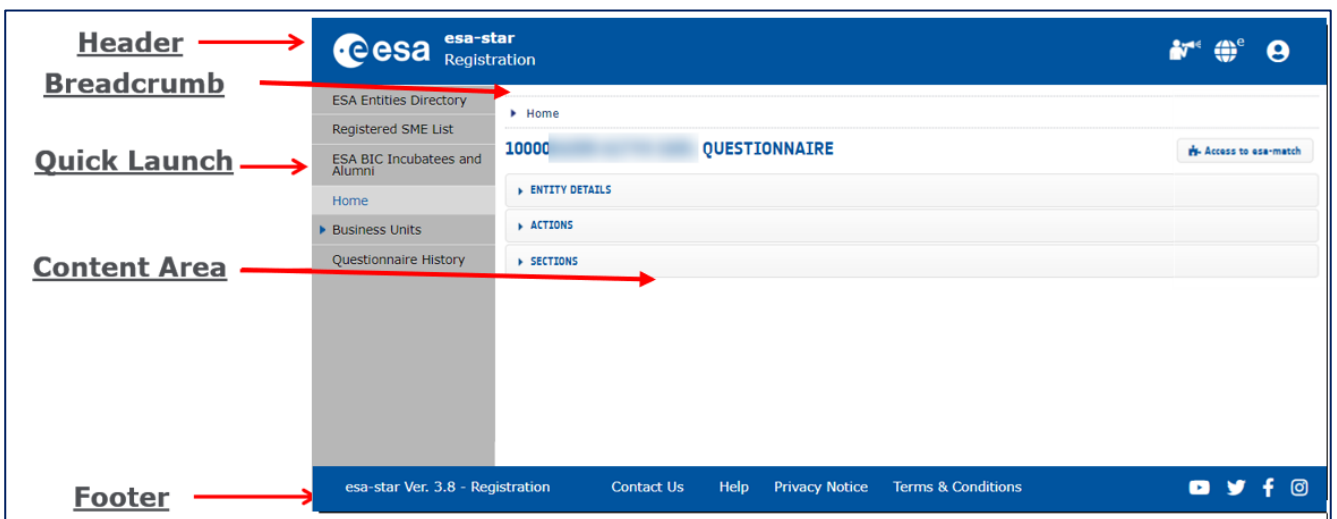 Header
Breadcrumb
Quick Launch
Content Area
Footer
esa
esa-star
Registration
e
ESA Entities Directory
Registered SME List
ESA BIC Incubatees and
Alumni
Home
Business Units
Questionnaire History
Home
10000 QUESTIONNAIRE
Access to esa-match
ENTITY DETAILS
ACTIONS
SECTIONS
esa-star Ver. 3.8 - Registration Contact Us Help Privacy Notice Terms & Conditions